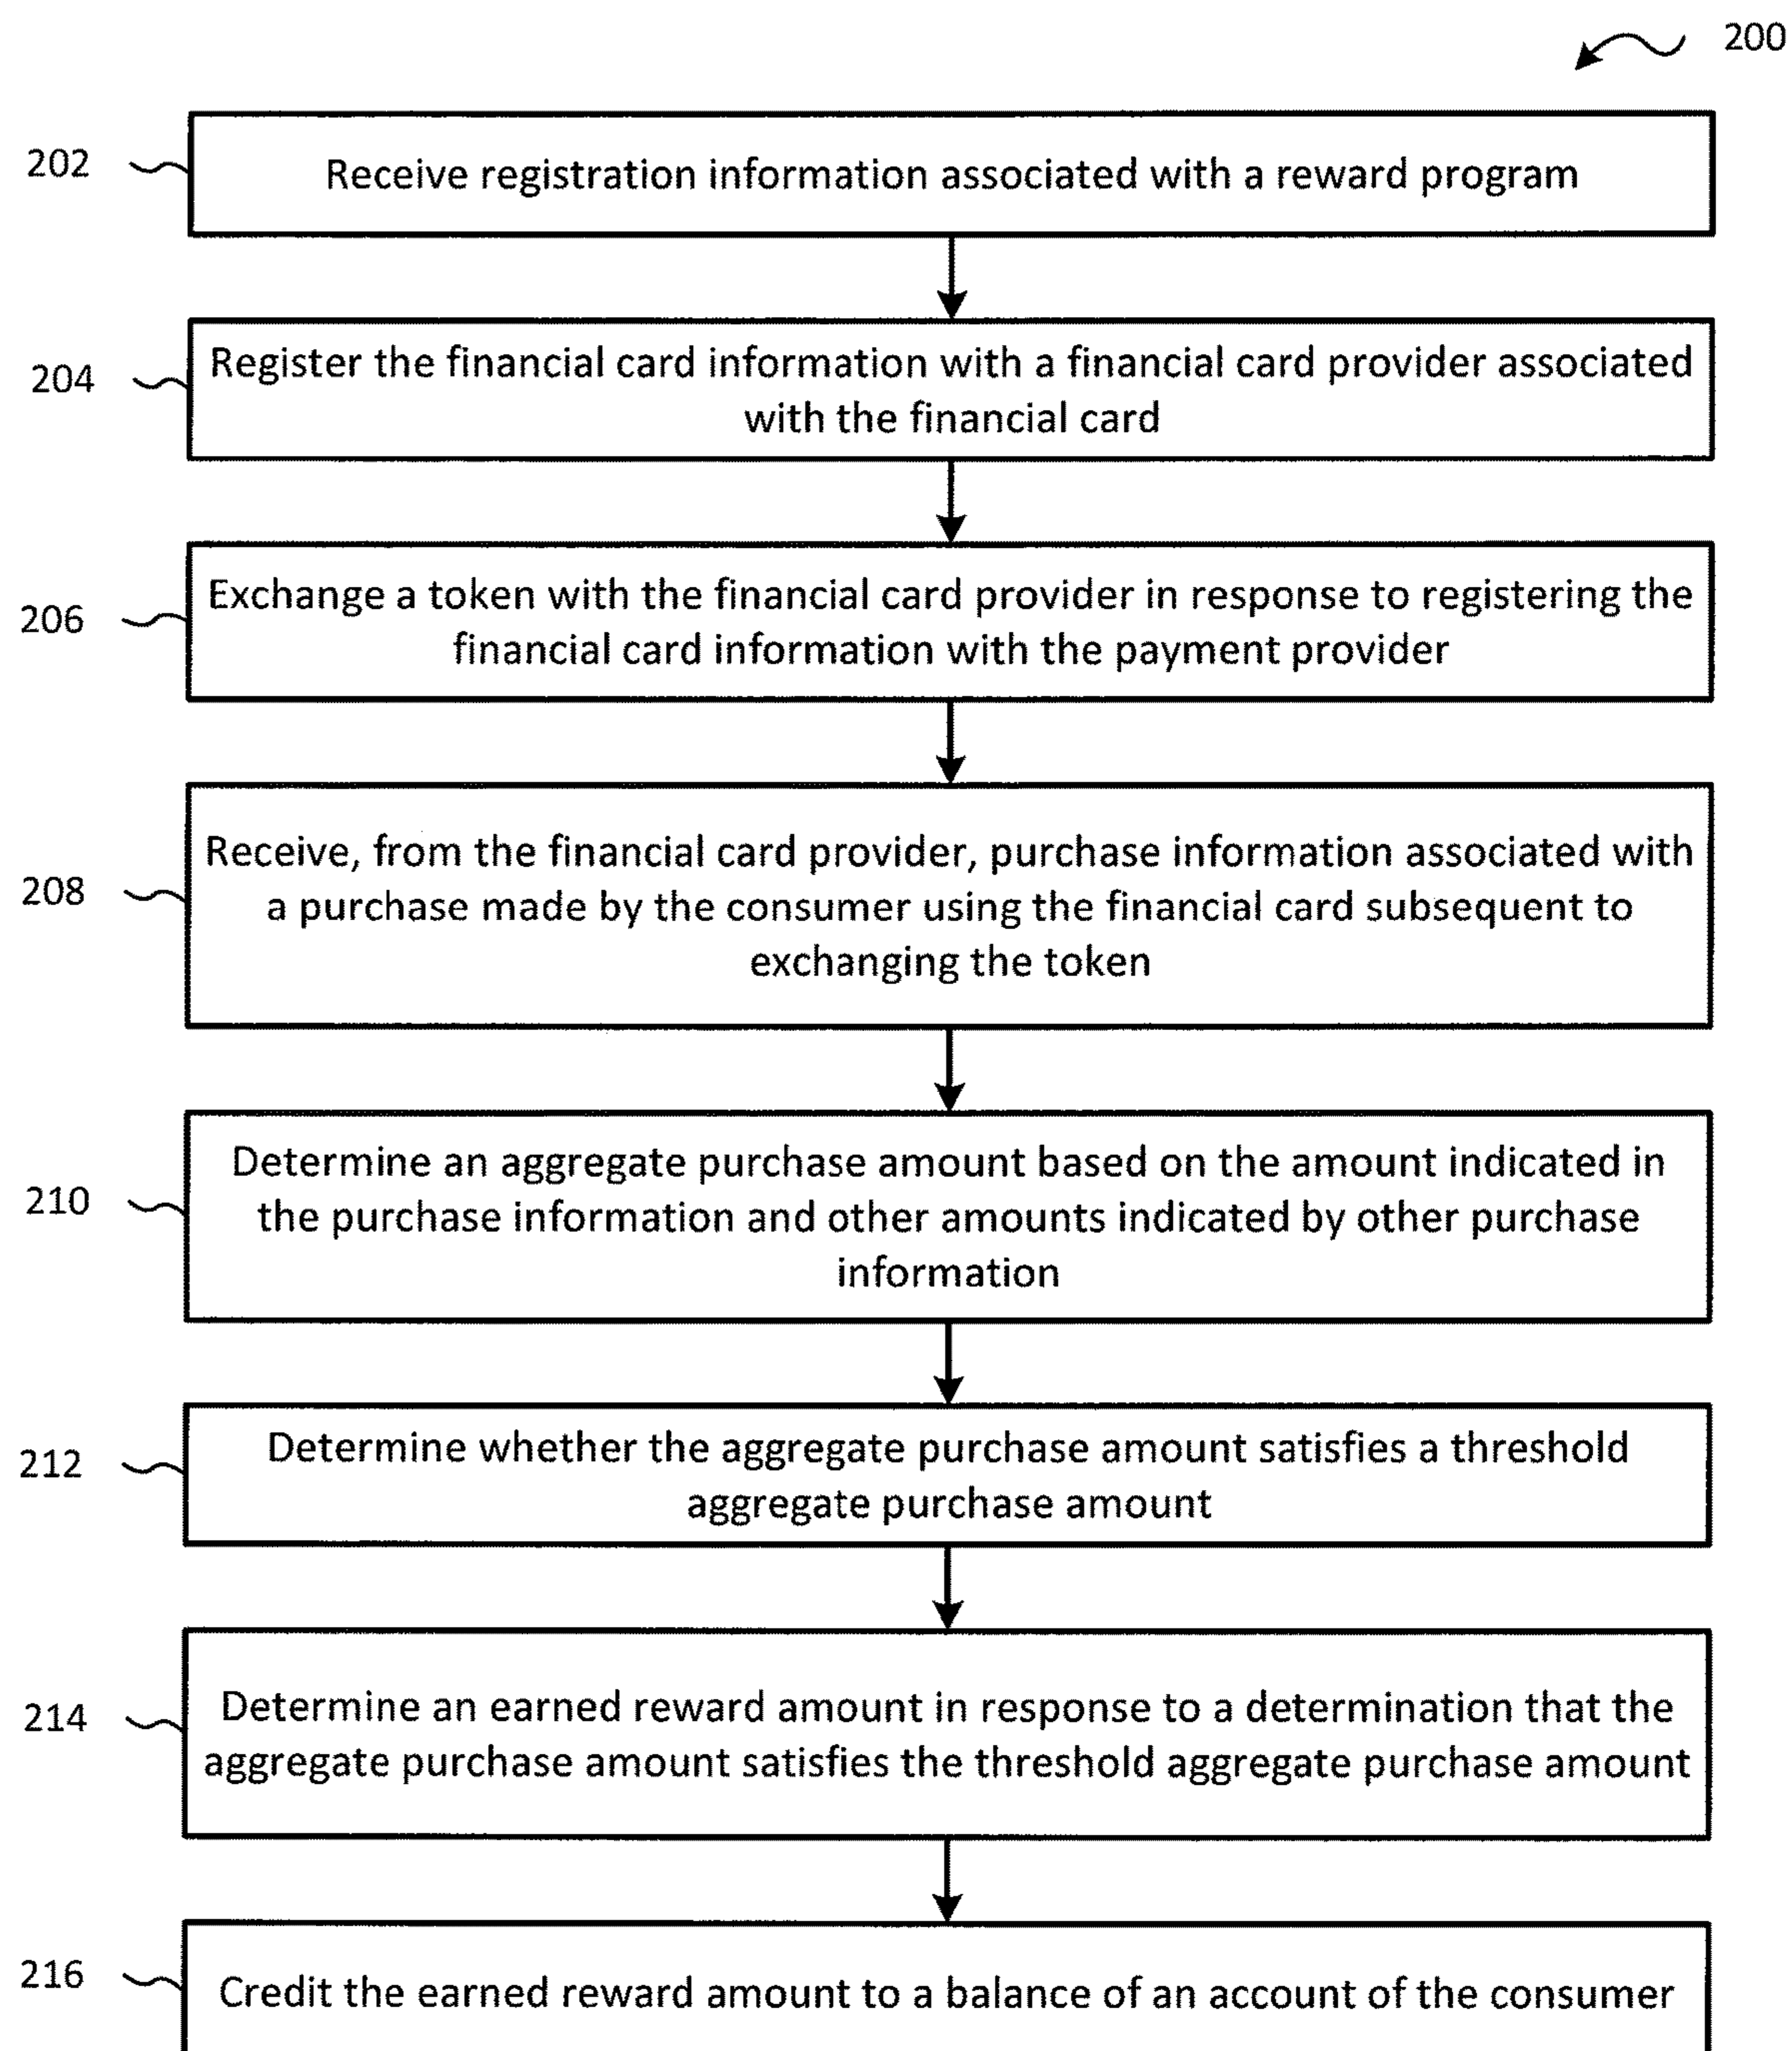 200
202
Receive registration information associated with a reward program
204
Register the financial card information with a financial card provider associated
with the financial card
206
Exchange a token with the financial card provider in response to registering the
financial card information with the payment provider
208
Receive, from the financial card provider, purchase information associated with
a purchase made by the consumer using the financial card subsequent to
exchanging the token
210
Determine an aggregate purchase amount based on the amount indicated in
the purchase information and other amounts indicated by other purchase
information
212
Determine whether the aggregate purchase amount satisfies a threshold
aggregate purchase amount
214
Determine an earned reward amount in response to a determination that the
aggregate purchase amount satisfies the threshold aggregate purchase amount
216
Credit the earned reward amount to a balance of an account of the consumer